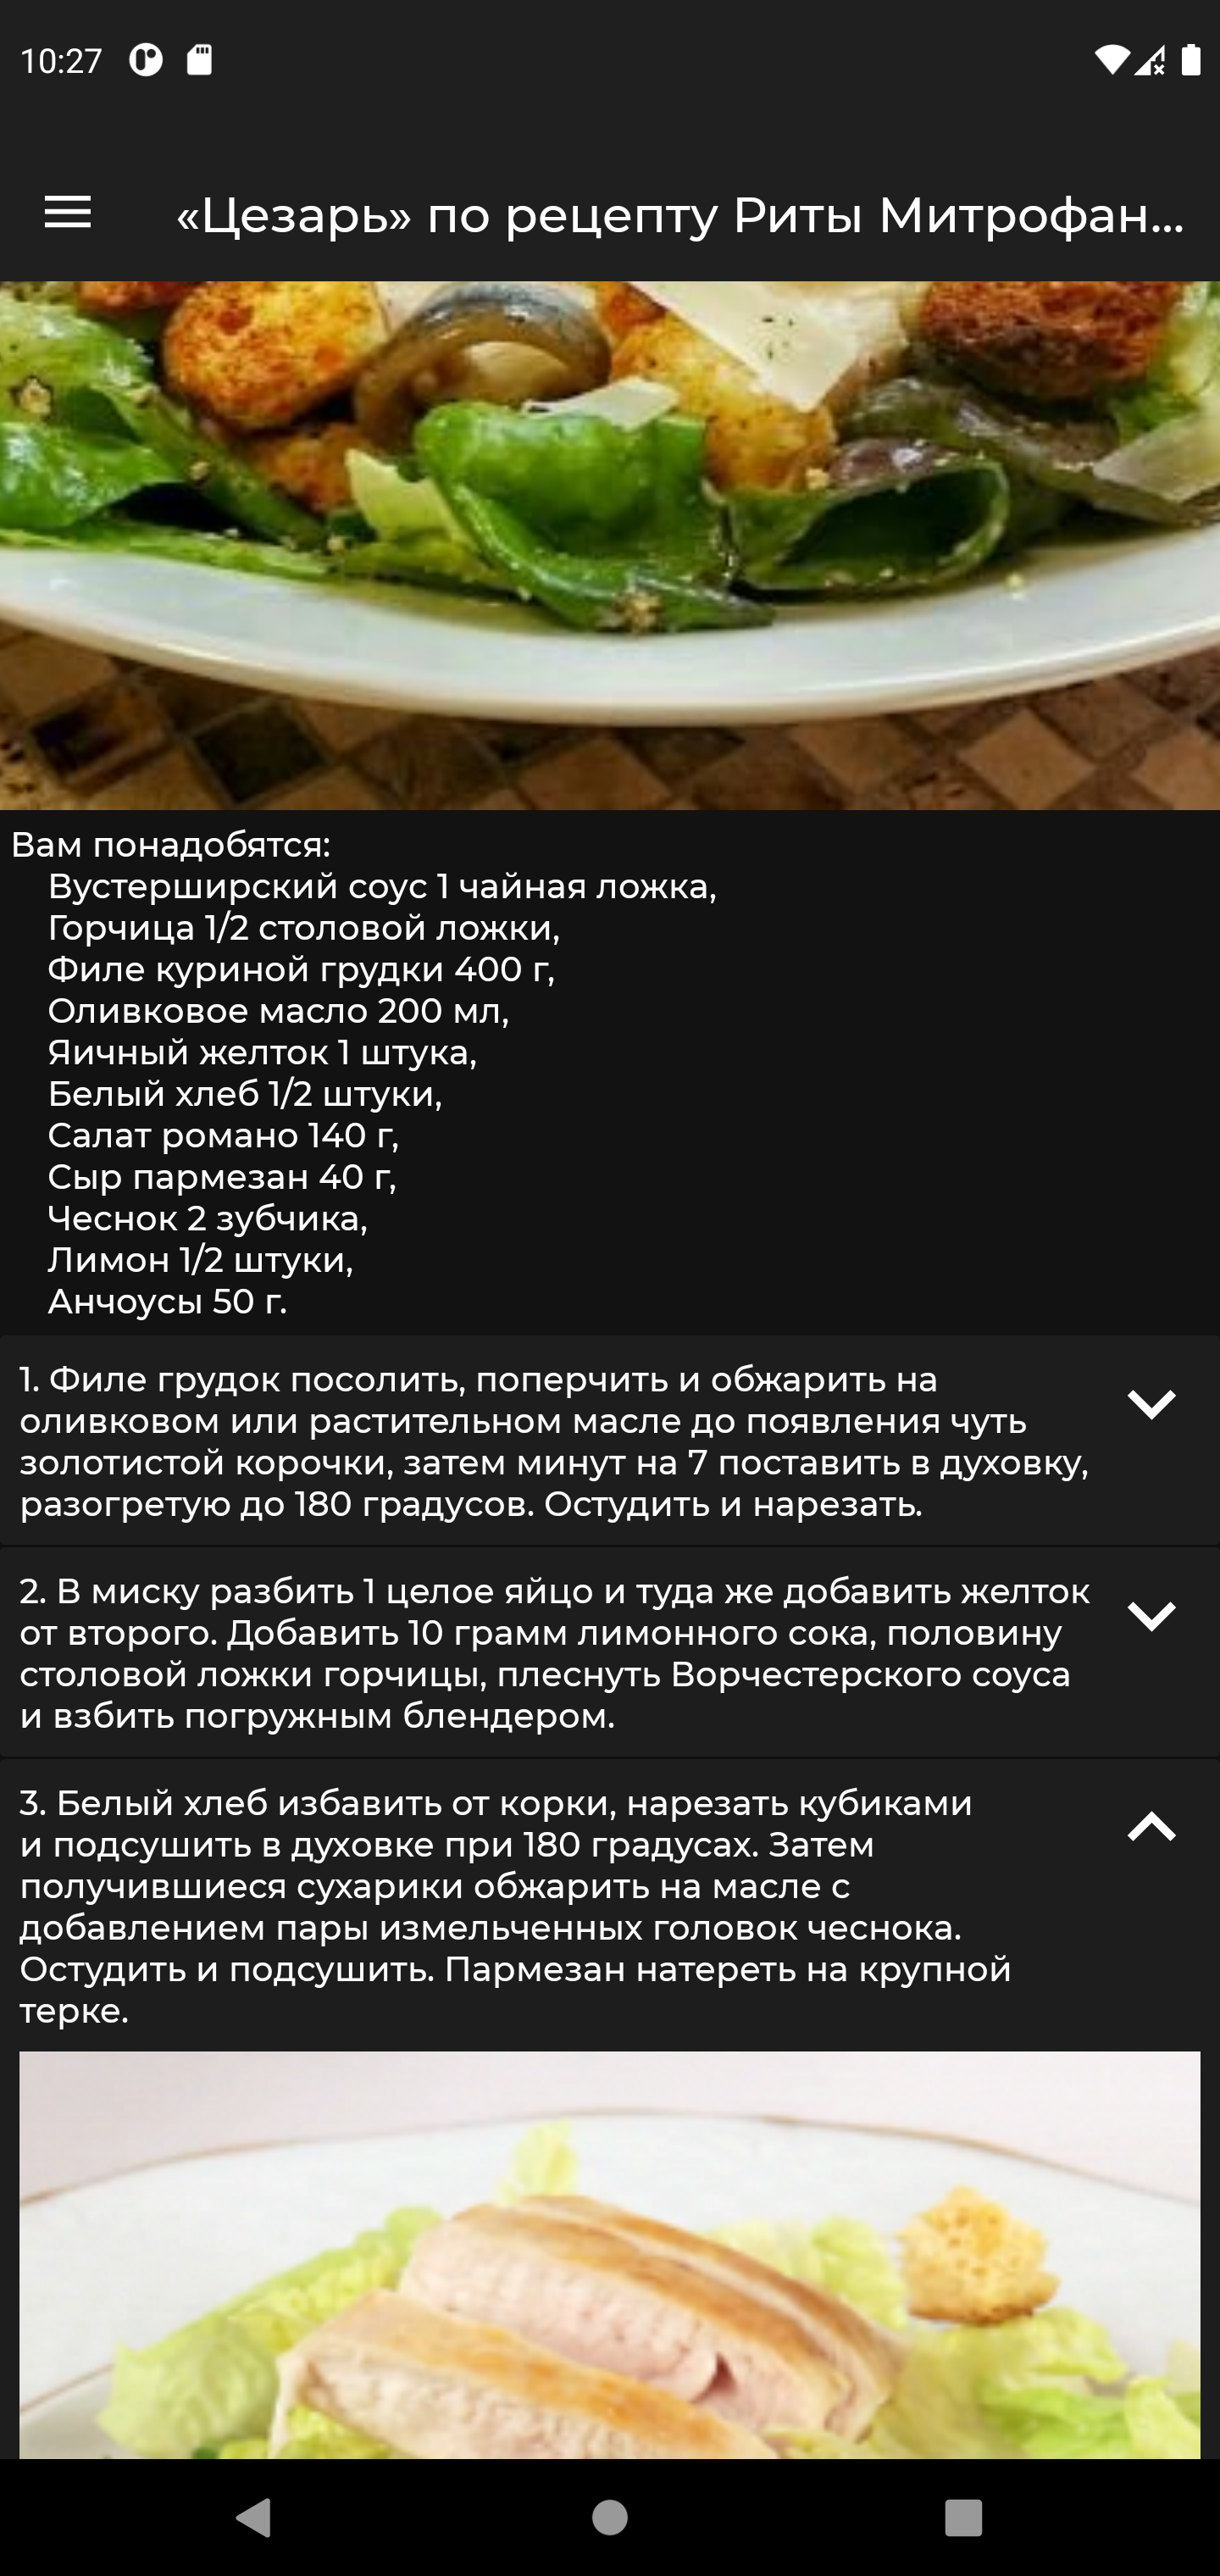 10:27
«Цезарь» по рецепту Риты Митрофан...
Вам понадобятся:
Вустерширский соус 1 чайная ложка,
Горчица 1/2 столовой ложки,
Филе куриной грудки 400 г,
Оливковое масло 200 мл,
Яичный желток 1 штука,
Белый хлеб 1/2 штуки,
Салат романо 140 г,
Сыр пармезан 40 г,
Чеснок 2 зубчика,
Лимон 1/2 штуки,
Анчоусы 50 г.
1. Филе грудок посолить, поперчить и обжарить на
оливковом или растительном масле до появления чуть
золотистой корочки, затем минут на 7 поставить в духовку,
разогретую до 180 градусов. Остудить и нарезать.
2. В миску разбить 1 целое яйцо и туда же добавить желток
от второго. Добавить 10 грамм лимонного сока, половину
столовой ложки горчицы, плеснуть Ворчестерского соуса
и взбить погружным блендером.
3. Белый хлеб избавить от корки, нарезать кубиками
и подсушить в духовке при 180 градусах. Затем
получившиеся сухарики обжарить на масле с
добавлением пары измельченных головок чеснока.
Остудить и подсушить. Пармезан натереть на крупной
терке.